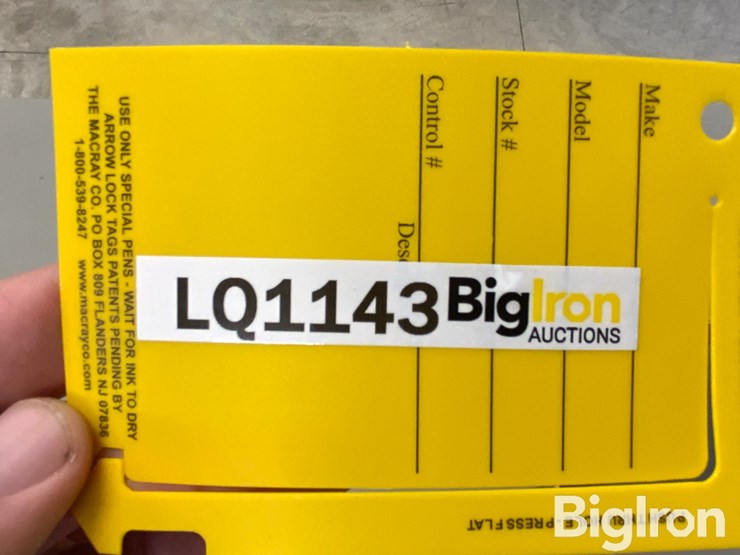 Make
Model
Stock #
Control #
Desc
LQ1143 BigIron
AUCTIONS
USE ONLY SPECIAL PENS - WAIT FOR INK TO DRY
ARROW LOCK TAGS PATENTS PENDING BY
THE MACRAY CO. PO BOX 809 FLANDERS NJ 07836
1-800-539-8247 www.macrayco.com
PRESS FLAT
BigIron